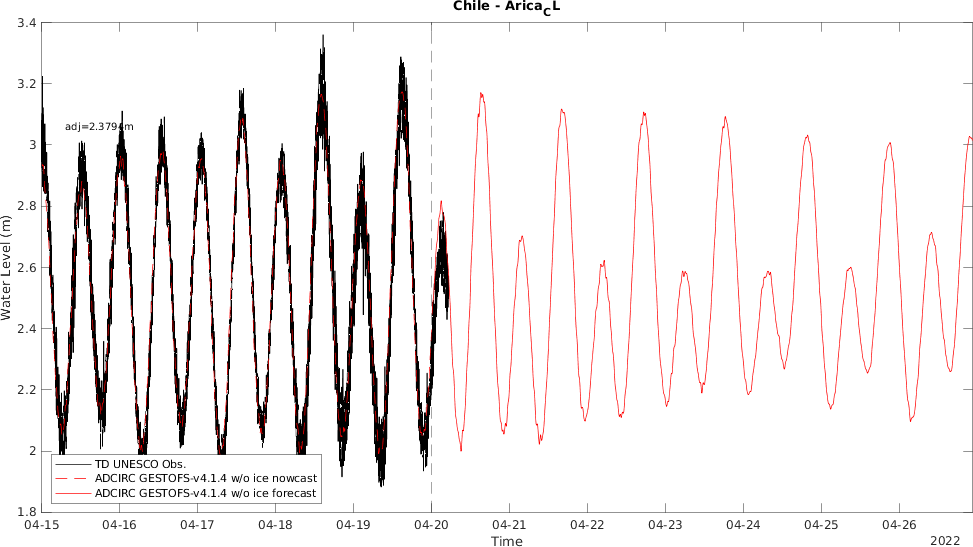 Chile - Arica_CL
3.4
3.2
3
2.8
2.6
2.4
2.2
2
1.8
Water Level (m)
adj=2.3794m
TD UNESCO Obs.
ADCIRC GESTOFS-v4.1.4 w/o ice nowcast
ADCIRC GESTOFS-v4.1.4 w/o ice forecast
04-15 04-16 04-17 04-18 04-19 04-20 04-21 04-22 04-23 04-24 04-25 04-26
Time
2022